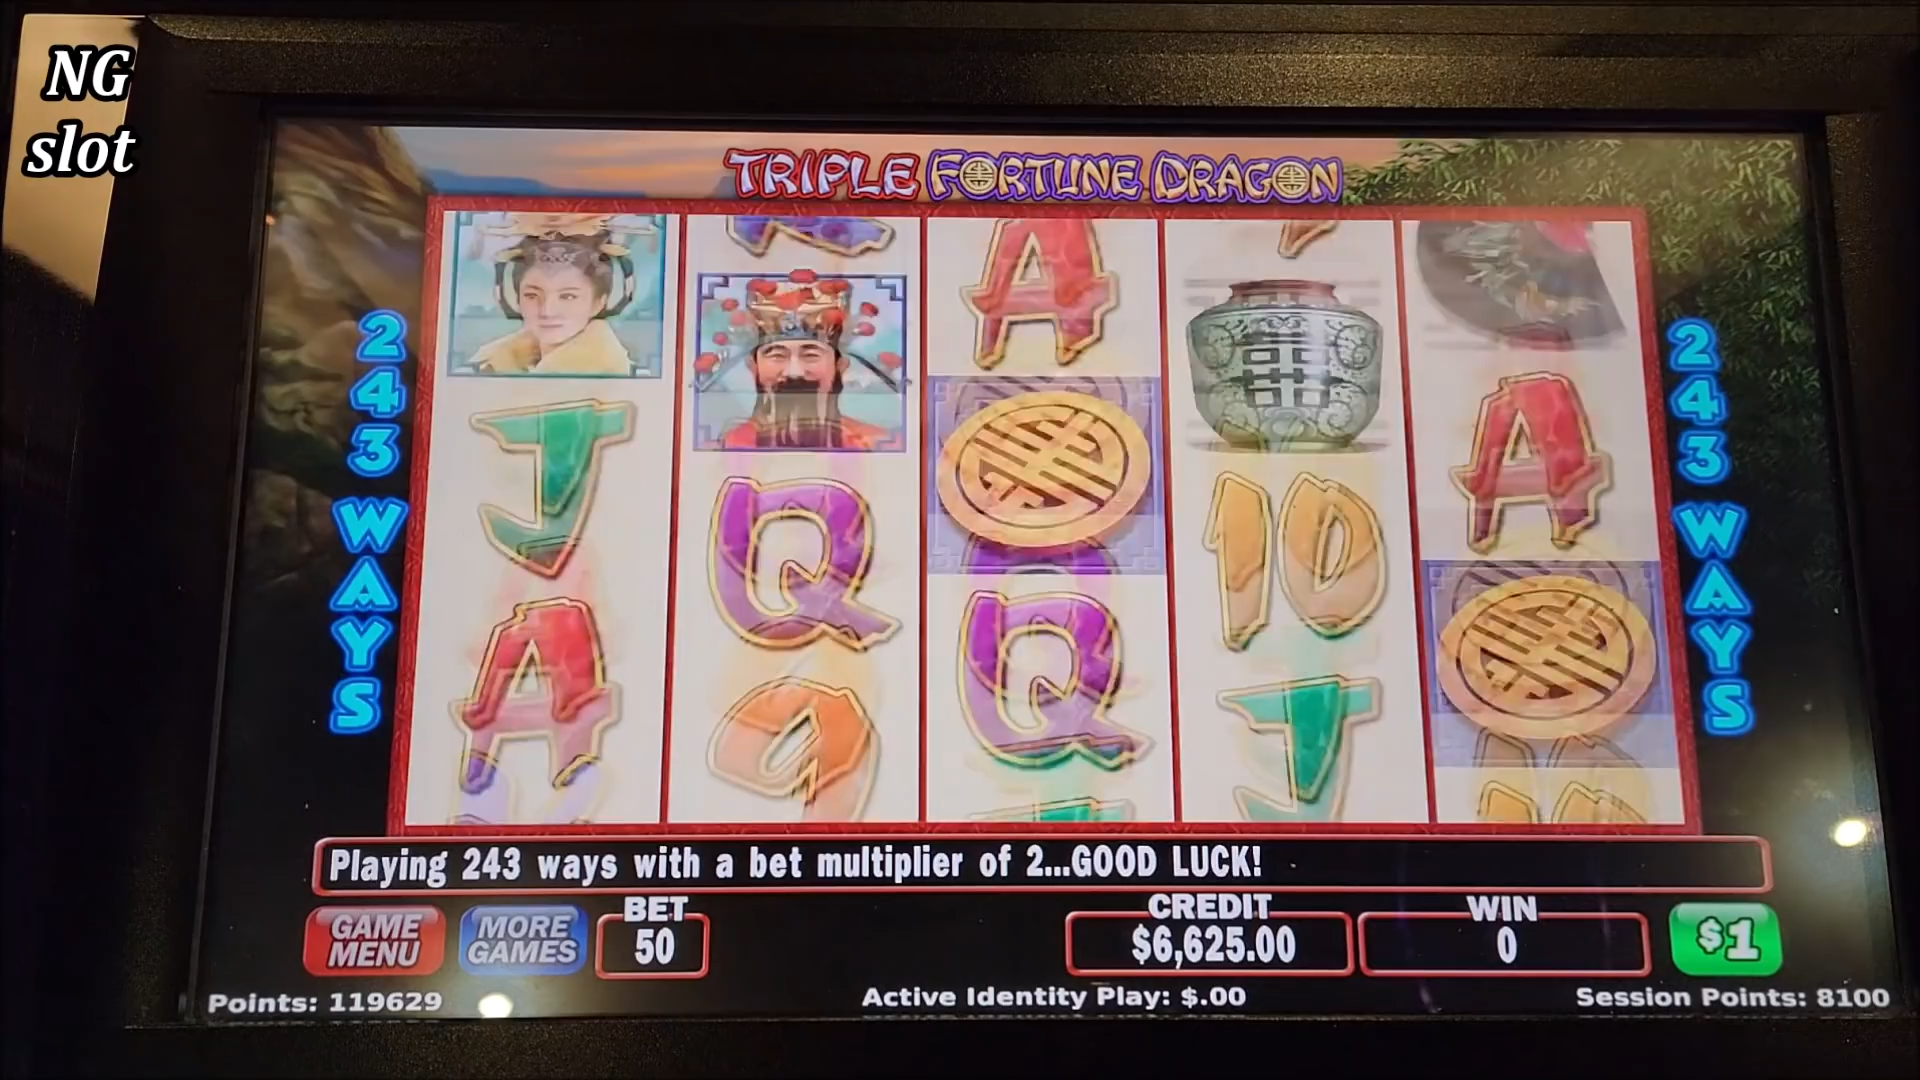 NG
slot
TRIPLE FORTUNE DRAGON
243 WAYS
243 WAYS
A
J
A
Q
10
A
Q
9
J
Playing 243 ways with a bet multiplier of 2...GOOD LUCK!
GAME MENU
MORE GAMES
BET
50
CREDIT
$6,625.00
WIN
0
$1
Points: 119629
Active Identity Play: $.00
Session Points: 8100